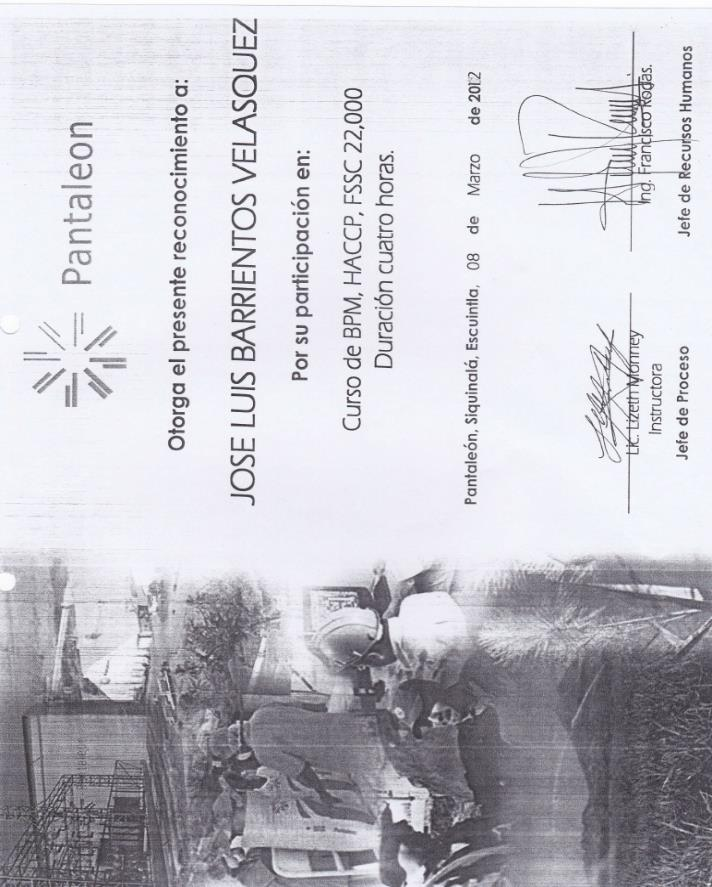 Pantaleon
Otorga el presente reconocimiento a:
JOSE LUIS BARRIENTOS VELASQUEZ
Por su participación en:
Curso de BPM, HACCP, FSSC 22,000
Duración cuatro horas.
Pantaleón, Siquinalá, Escuintla, 08 de Marzo de 2012
Lic. Lizeth Monney
Instructora
Jefe de Proceso
Ing. Francisco Rodas.
Jefe de Recursos Humanos